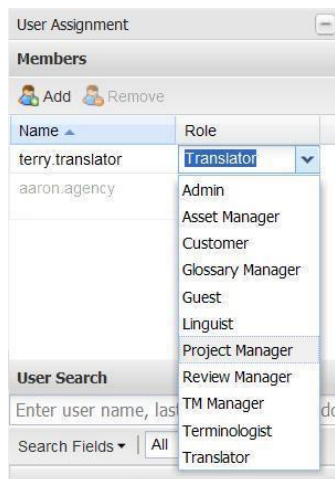 User Assignment
Members
Add Remove
Name Role
terry.translator Translator
aaron.agency
Admin
Asset Manager
Customer
Glossary Manager
Guest
Linguist
Project Manager
Review Manager
TM Manager
Terminologist
Translator
User Search
Enter user name, las
Search Fields All